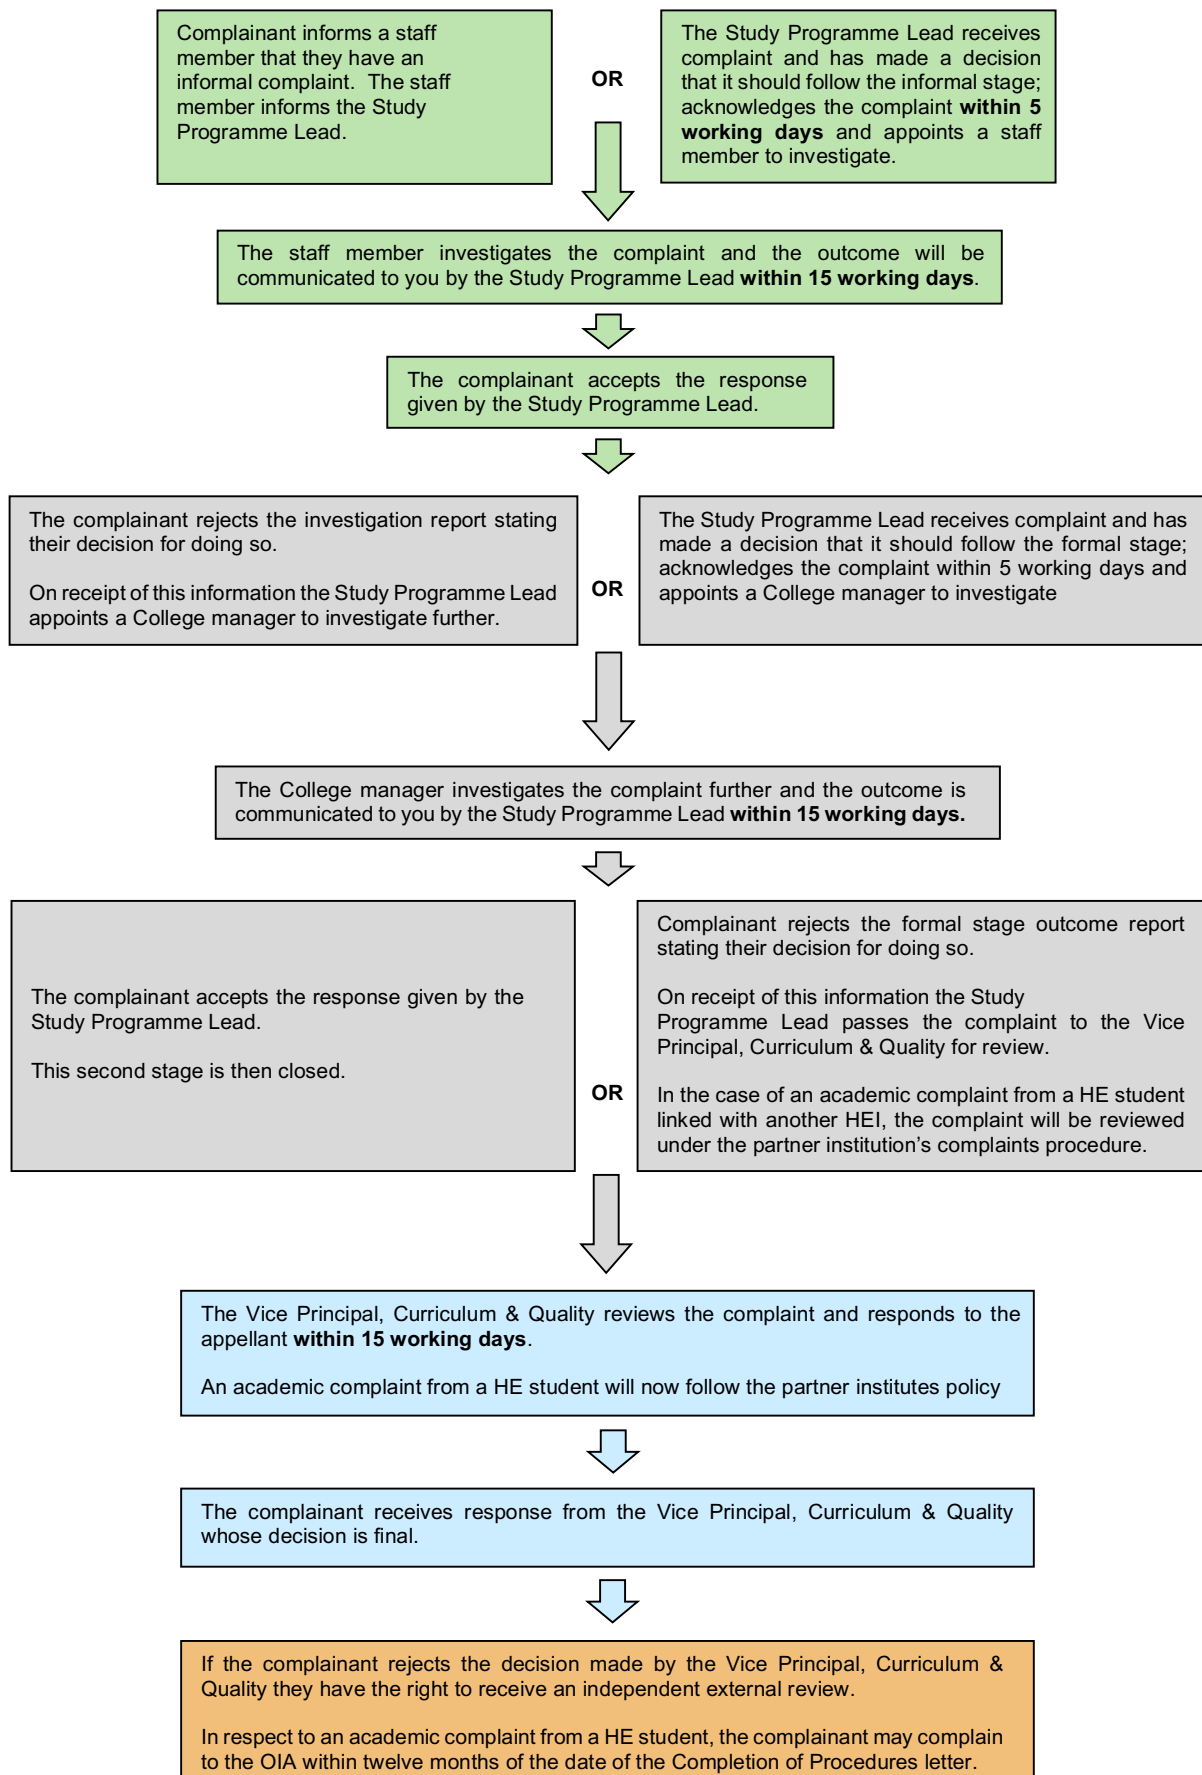 Complainant informs a staff
member that they have an
informal complaint. The staff
member informs the Study
Programme Lead.
OR
The Study Programme Lead receives
complaint and has made a decision
that it should follow the informal stage;
acknowledges the complaint within 5
working days and appoints a staff
member to investigate.
The staff member investigates the complaint and the outcome will be
communicated to you by the Study Programme Lead within 15 working days.
The complainant accepts the response
given by the Study Programme Lead.
The complainant rejects the investigation report stating
their decision for doing so.
On receipt of this information the Study Programme Lead
appoints a College manager to investigate further.
OR
The Study Programme Lead receives complaint and has
made a decision that it should follow the formal stage;
acknowledges the complaint within 5 working days and
appoints a College manager to investigate
The College manager investigates the complaint further and the outcome is
communicated to you by the Study Programme Lead within 15 working days.
The complainant accepts the response given by the
Study Programme Lead.
This second stage is then closed.
OR
Complainant rejects the formal stage outcome report
stating their decision for doing so.
On receipt of this information the Study
Programme Lead passes the complaint to the Vice
Principal, Curriculum & Quality for review.
In the case of an academic complaint from a HE student
linked with another HEI, the complaint will be reviewed
under the partner institution’s complaints procedure.
The Vice Principal, Curriculum & Quality reviews the complaint and responds to the
appellant within 15 working days.
An academic complaint from a HE student will now follow the partner institutes policy
The complainant receives response from the Vice Principal, Curriculum & Quality
whose decision is final.
If the complainant rejects the decision made by the Vice Principal, Curriculum &
Quality they have the right to receive an independent external review.
In respect to an academic complaint from a HE student, the complainant may complain
to the OIA within twelve months of the date of the Completion of Procedures letter.